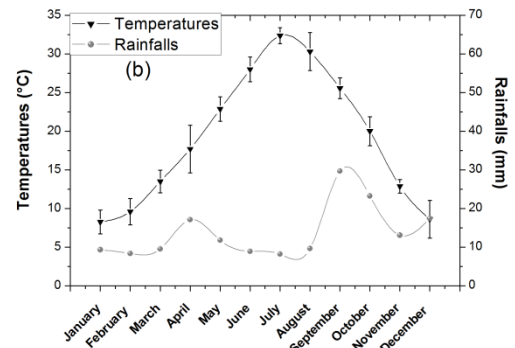 Temperatures
Rainfalls
(b)
Temperatures (°C)
35
30
25
20
15
10
5
0
Rainfalls (mm)
70
60
50
40
30
20
10
0
January
February
March
April
May
June
July
August
September
October
November
December